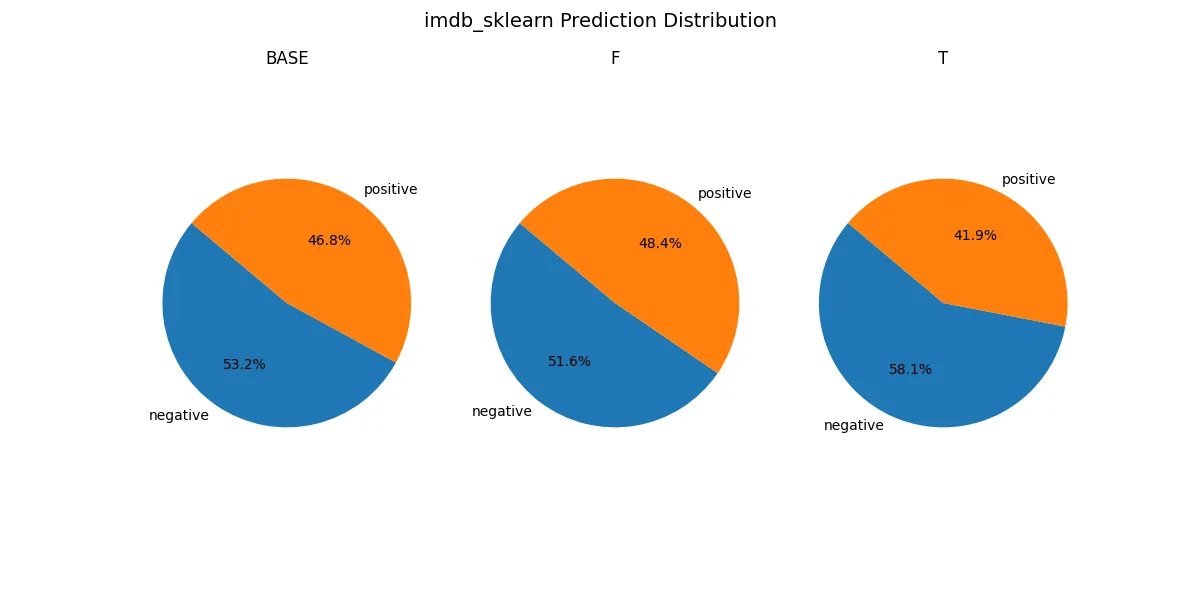 imdb_sklearn Prediction Distribution
BASE
positive
46.8%
53.2%
negative
F
positive
48.4%
51.6%
negative
T
positive
41.9%
58.1%
negative